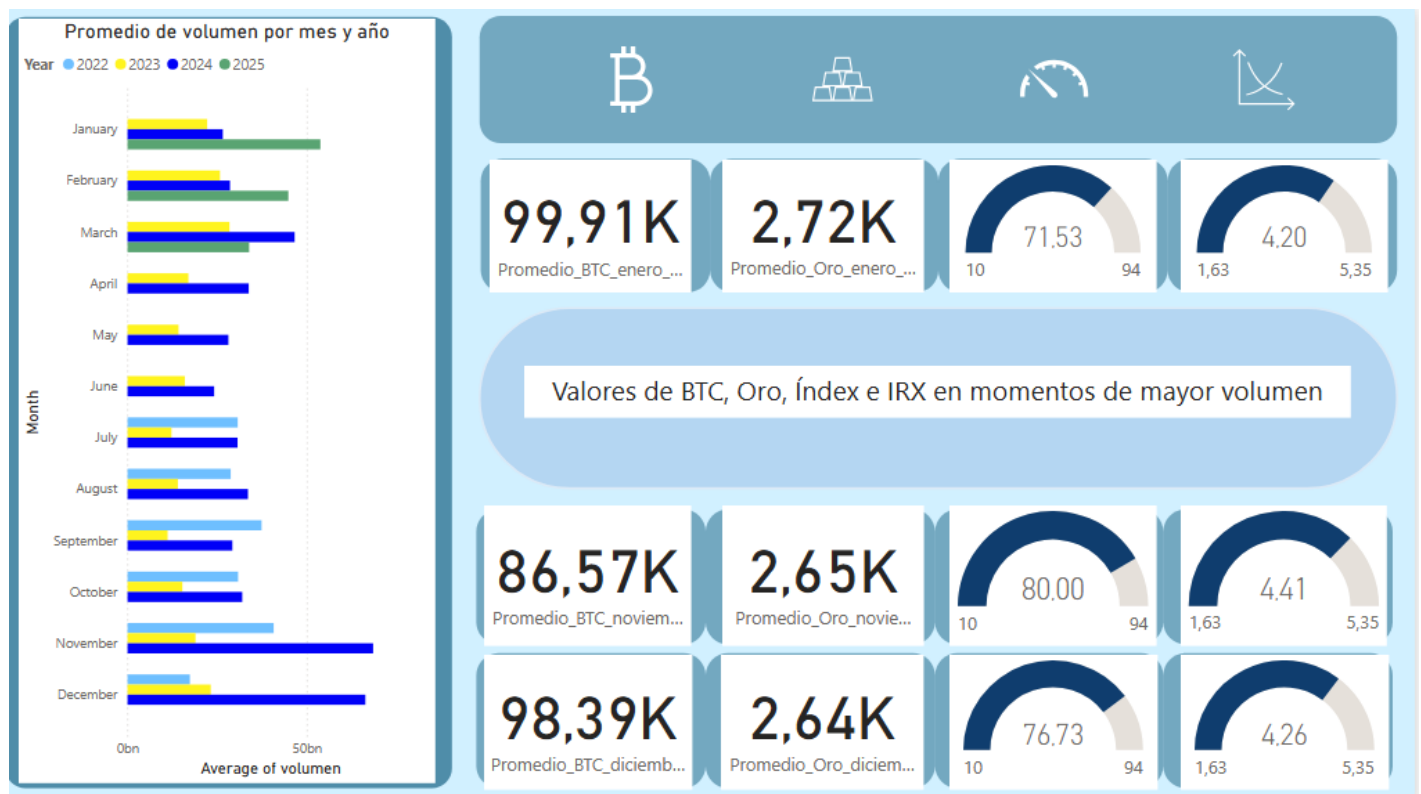 Promedio de volumen por mes y año
Year 2022 2023 2024 2025
January
February
March
April
May
June
July
August
September
October
November
December
Month
0bn 50bn
Average of volumen
99,91K
Promedio_BTC_enero_...
2,72K
Promedio_Oro_enero_...
71,53
10 94
4,20
1,63 5,35
Valores de BTC, Oro, Índex e IRX en momentos de mayor volumen
86,57K
Promedio_BTC_noviem...
2,65K
Promedio_Oro_novie...
80,00
10 94
4,41
1,63 5,35
98,39K
Promedio_BTC_diciemb...
2,64K
Promedio_Oro_diciem...
76,73
10 94
4,26
1,63 5,35